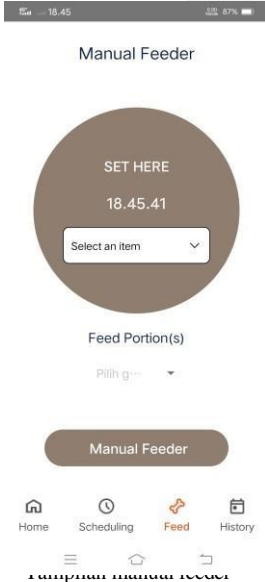 18.45
87%
Manual Feeder
SET HERE
18.45.41
Select an item
Feed Portion(s)
Pilih g...
Manual Feeder
Home Scheduling Feed History